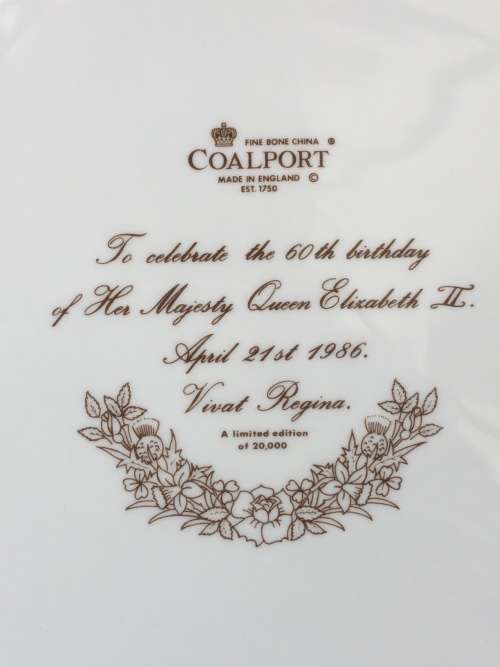 FINE BONE CHINA ®
COALPORT
MADE IN ENGLAND ©
EST. 1750
To celebrate the 60th birthday
of Her Majesty Queen Elizabeth II.
April 21st 1986.
Vivat Regina.
A limited edition
of 20,000